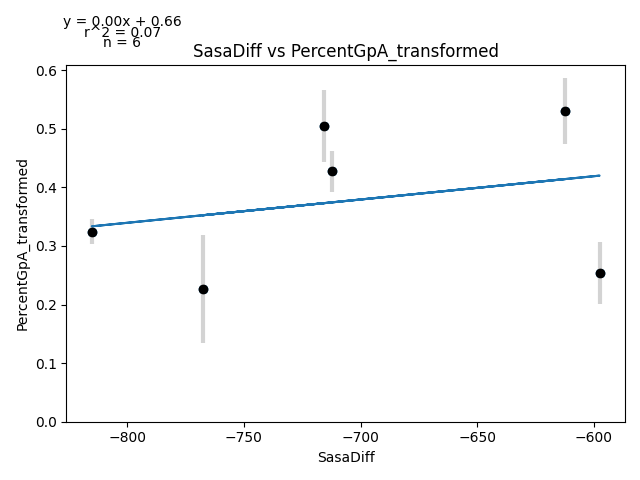 y = 0.00x + 0.66
r^2 = 0.07
n = 6
SasaDiff vs PercentGpA_transformed
0.6
0.5
0.4
0.3
0.2
0.1
0.0
PercentGpA_transformed
−800
−750
−700
−650
−600
SasaDiff